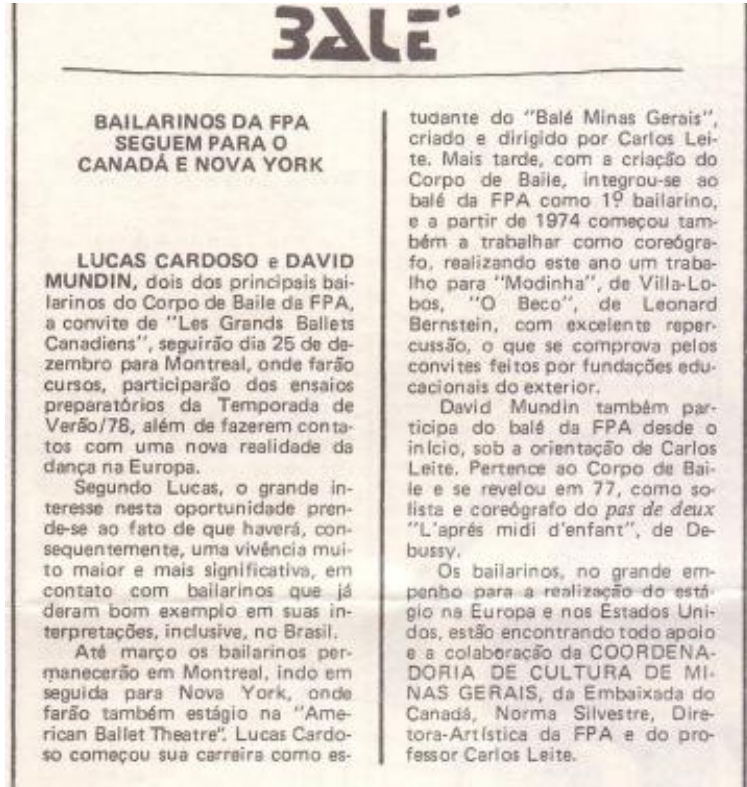 BALÉ
BAILARINOS DA FPA
SEGUEM PARA O
CANADÁ E NOVA YORK
LUCAS CARDOSO e DAVID
MUNDIN, dois dos principais bai-
larinos do Corpo de Baile da FPA,
a convite de "Les Grands Ballets
Canadiens", seguirão dia 25 de de-
zembro para Montreal, onde farão
cursos, participarão dos ensaios
preparatórios da Temporada de
Verão/78, além de fazerem conta-
tos com uma nova realidade da
dança na Europa.
Segundo Lucas, o grande in-
teresse nesta oportunidade pren-
de-se ao fato de que haverá, con-
sequentemente, uma vivência mui-
to maior e mais significativa, em
contato com bailarinos que já
deram bom exemplo em suas in-
terpretações, inclusive, no Brasil.
Até março os bailarinos per-
manecerão em Montreal, indo em
seguida para Nova York, onde
farão também estágio na "Ame-
rican Ballet Theatre". Lucas Cardo-
so começou sua carreira como es-
tudante do "Balé Minas Gerais",
criado e dirigido por Carlos Lei-
te. Mais tarde, com a criação do
Corpo de Baile, integrou-se ao
balé da FPA como 1º bailarino,
e a partir de 1974 começou tam-
bém a trabalhar como coreógra-
fo, realizando este ano um traba-
lho para "Modinha", de Villa-Lo-
bos, "O Beco", de Leonard
Bernstein, com excelente reper-
cussão, o que se comprova pelos
convites feitos por fundações edu-
cacionais do exterior.
David Mundin também par-
ticipa do balé da FPA desde o
início, sob a orientação de Carlos
Leite. Pertence ao Corpo de Bai-
le e se revelou em 77, como so-
lista e coreógrafo do pas de deux
"L'aprés midi d'enfant", de De-
bussy.
Os bailarinos, no grande em-
penho para a realização do está-
gio na Europa e nos Estados Uni-
dos, estão encontrando todo apoio
e a colaboração da COORDENA-
DORIA DE CULTURA DE MI-
NAS GERAIS, da Embaixada do
Canadá, Norma Silvestre, Dire-
tora-Artística da FPA e do pro-
fessor Carlos Leite.